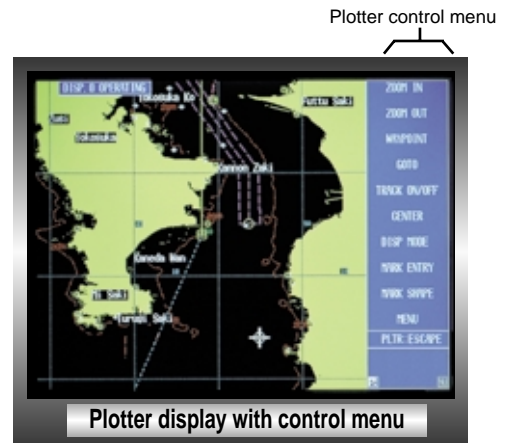 Plotter control menu
DISP. 0 OPERATING
Yokosuka Ko
Futtu Saki
Yokosuka
Kannon Zaki
Kaneda Wan
Tsurugi Saki
ZOOM IN
ZOOM OUT
WAYPOINT
GOTO
TRACK ON/OFF
CENTER
DISP MODE
MARK ENTRY
MARK SHAPE
MENU
PLTR: ESCAPE
Plotter display with control menu